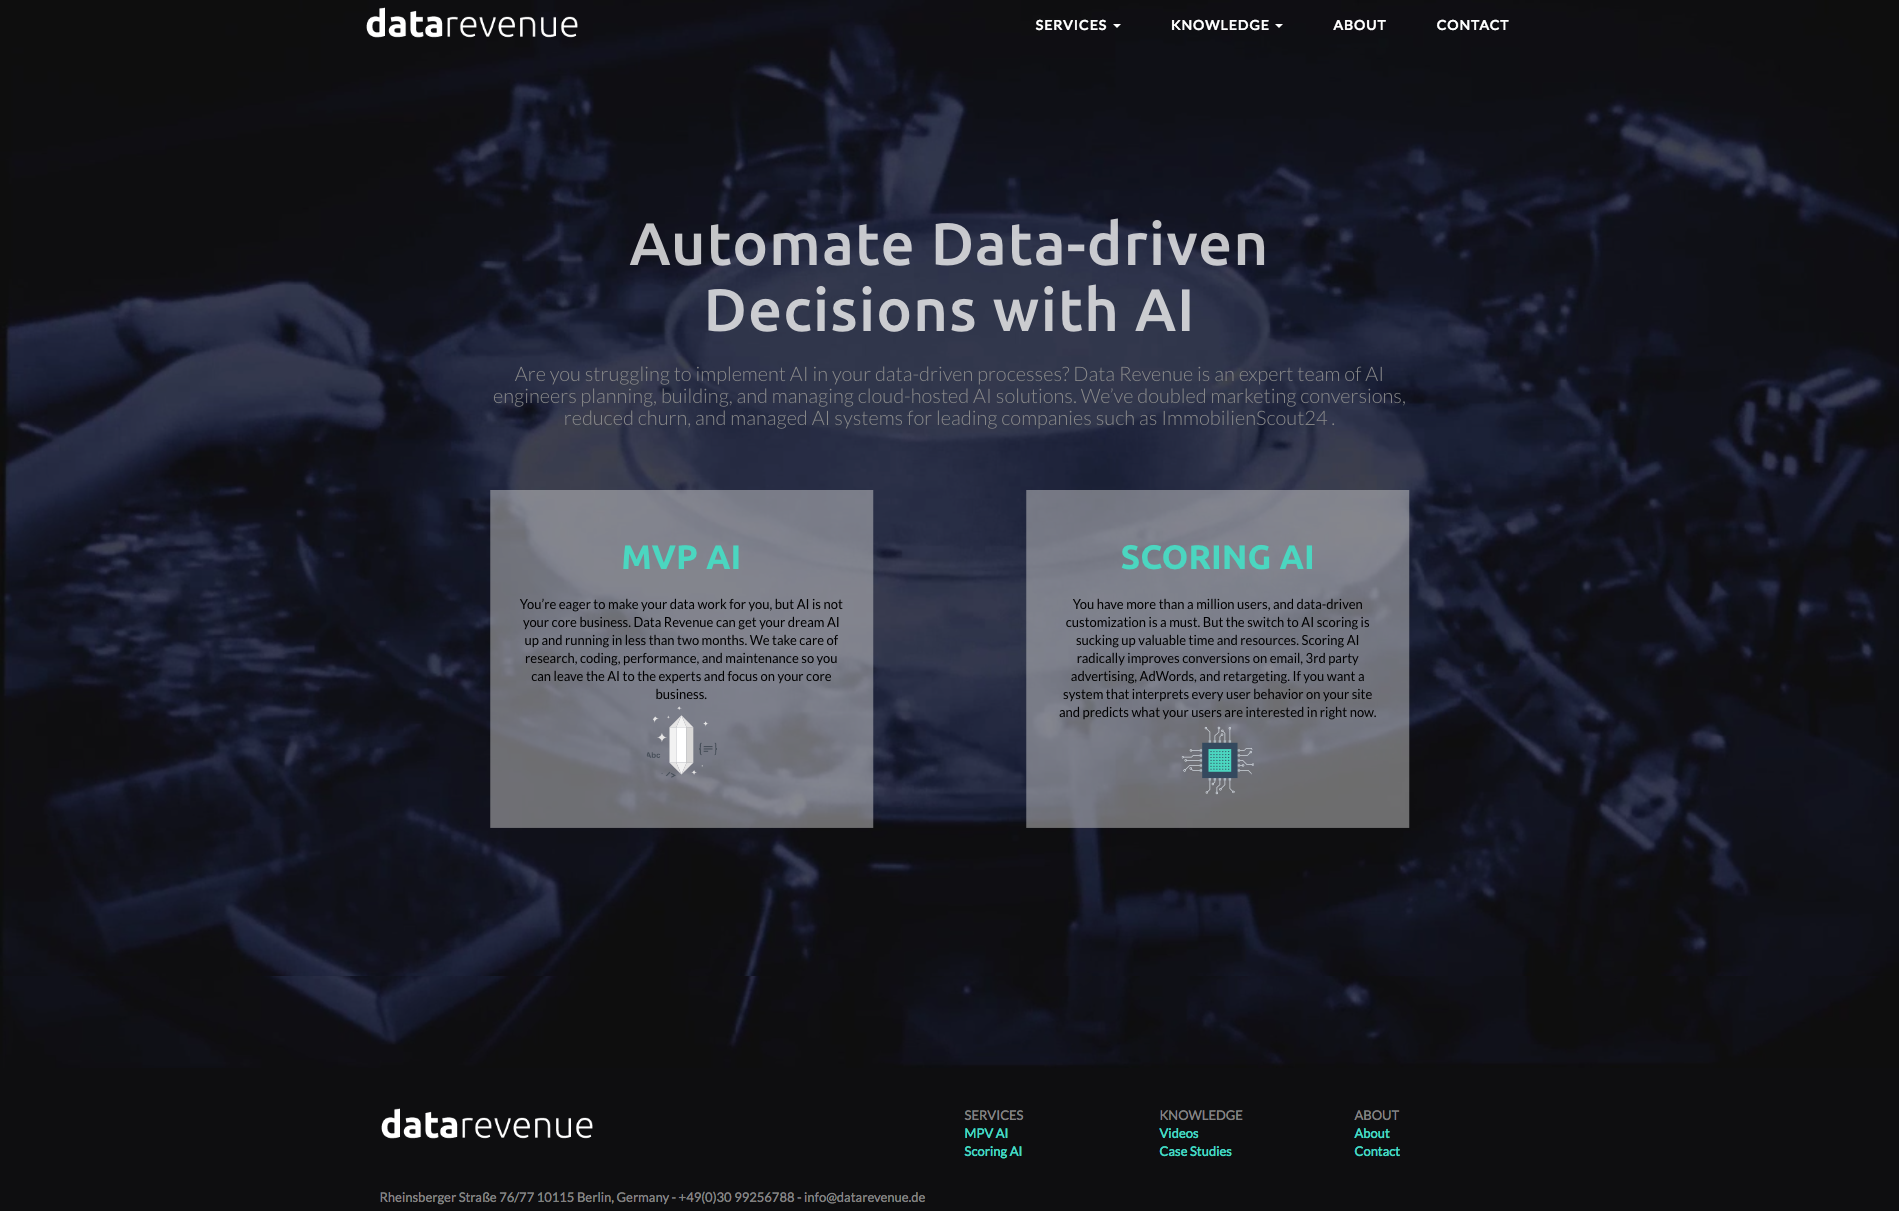 datarevenue
SERVICES
KNOWLEDGE
ABOUT
CONTACT
Automate Data-driven
Decisions with AI
Are you struggling to implement AI in your data-driven processes? Data Revenue is an expert team of AI
engineers planning, building, and managing cloud-hosted AI solutions. We've doubled marketing conversions,
reduced churn, and managed AI systems for leading companies such as ImmobilienScout24 .
MVP AI
You're eager to make your data work for you, but AI is not
your core business. Data Revenue can get your dream AI
up and running in less than two months. We take care of
research, coding, performance, and maintenance so you
can leave the AI to the experts and focus on your core
business.
SCORING AI
You have more than a million users, and data-driven
customization is a must. But the switch to AI scoring is
sucking up valuable time and resources. Scoring AI
radically improves conversions on email, 3rd party
advertising, AdWords, and retargeting. If you want a
system that interprets every user behavior on your site
and predicts what your users are interested in right now.
datarevenue
SERVICES
MPV AI
Scoring AI
KNOWLEDGE
Videos
Case Studies
ABOUT
About
Contact
Rheinsberger Straße 76/77 10115 Berlin, Germany - +49(0)30 99256788 - info@datarevenue.de